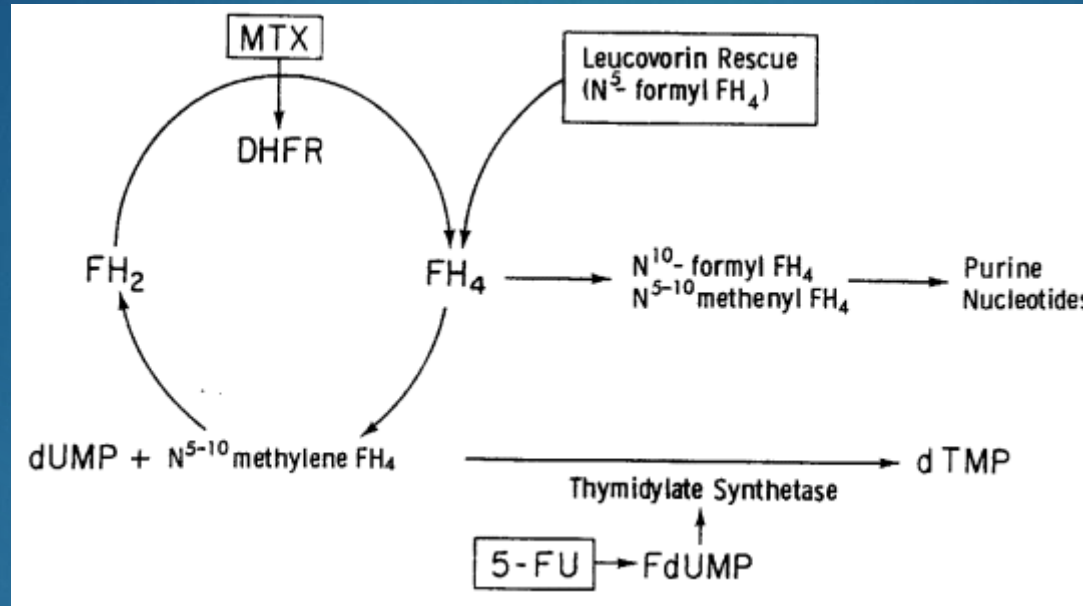 MTX
Leucovorin Rescue
(N⁵- formyl FH₄)
DHFR
FH₂
FH₄
N¹⁰- formyl FH₄
N⁵⁻¹⁰ methenyl FH₄
Purine
Nucleotides
dUMP + N⁵⁻¹⁰ methylene FH₄
dTMP
Thymidylate Synthetase
5-FU
FdUMP